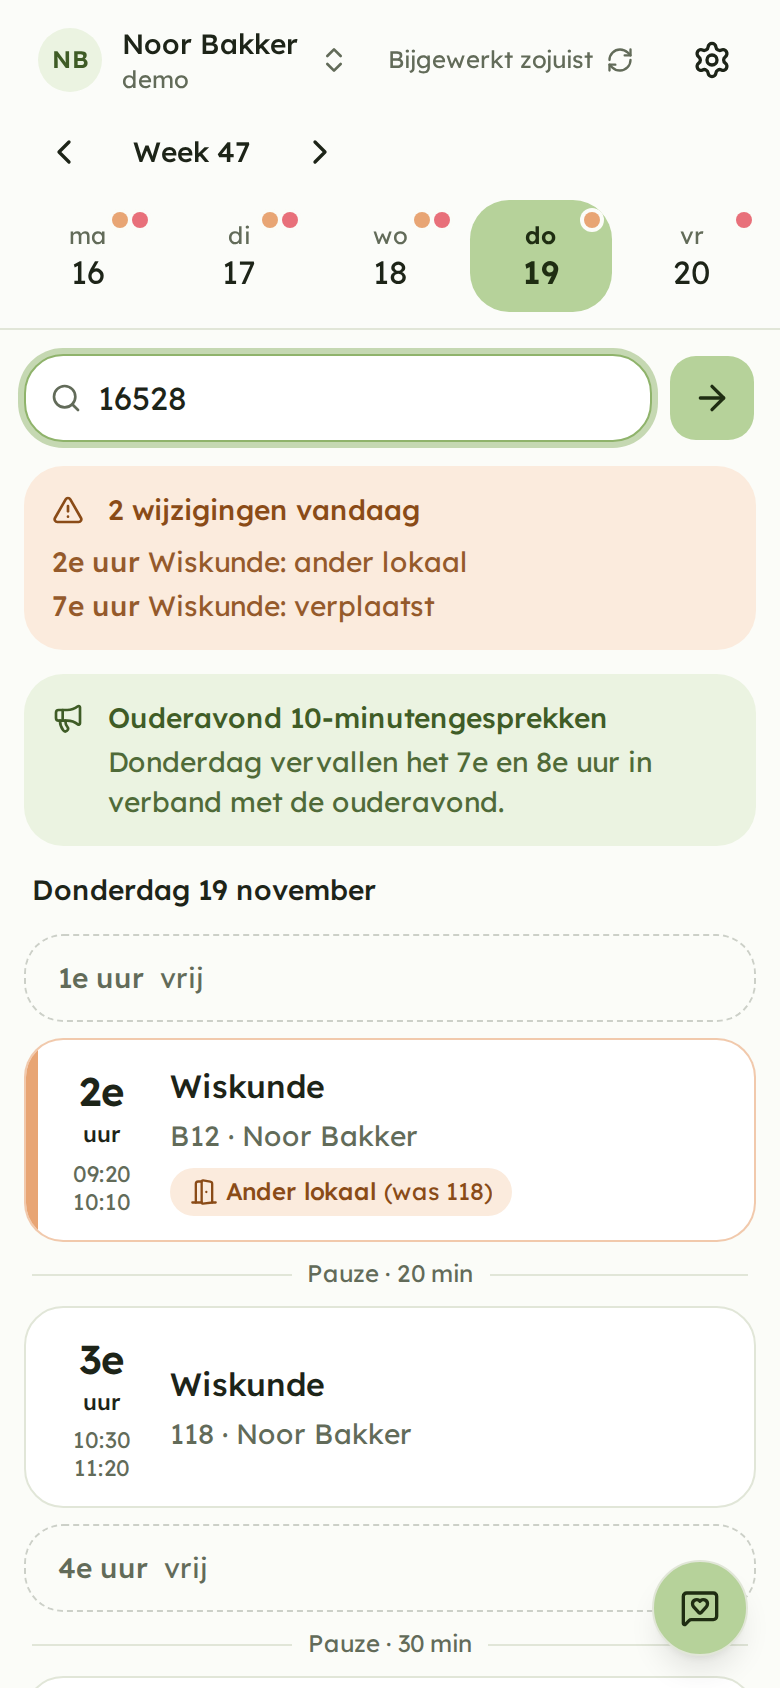 NB
Noor Bakker
demo
Bijgewerkt zojuist
Week 47
ma
16
di
17
wo
18
do
19
vr
20
16528
2 wijzigingen vandaag
2e uur Wiskunde: ander lokaal
7e uur Wiskunde: verplaatst
Ouderavond 10-minutengesprekken
Donderdag vervallen het 7e en 8e uur in
verband met de ouderavond.
Donderdag 19 november
1e uur vrij
2e
uur
09:20
10:10
Wiskunde
B12 · Noor Bakker
Ander lokaal (was 118)
Pauze · 20 min
3e
uur
10:30
11:20
Wiskunde
118 · Noor Bakker
4e uur vrij
Pauze · 30 min